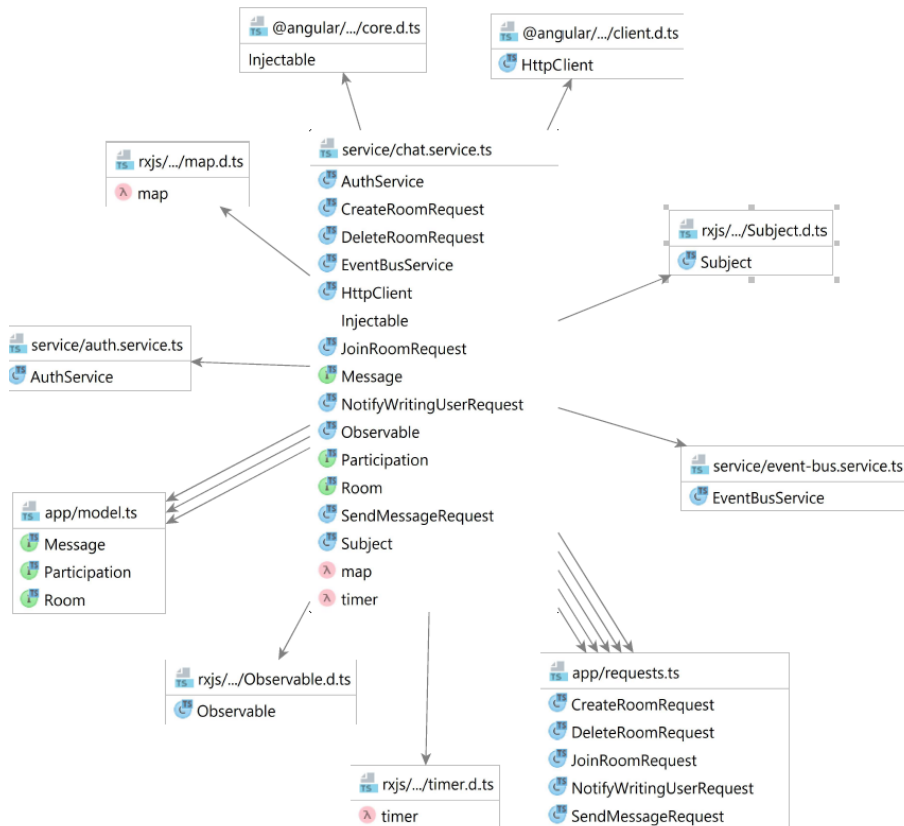 @angular/.../core.d.ts
Injectable
@angular/.../client.d.ts
HttpClient
rxjs/.../map.d.ts
map
service/chat.service.ts
AuthService
CreateRoomRequest
DeleteRoomRequest
EventBusService
HttpClient
Injectable
JoinRoomRequest
Message
NotifyWritingUserRequest
Observable
Participation
Room
SendMessageRequest
Subject
map
timer
rxjs/.../Subject.d.ts
Subject
service/auth.service.ts
AuthService
service/event-bus.service.ts
EventBusService
app/model.ts
Message
Participation
Room
rxjs/.../Observable.d.ts
Observable
app/requests.ts
CreateRoomRequest
DeleteRoomRequest
JoinRoomRequest
NotifyWritingUserRequest
SendMessageRequest
rxjs/.../timer.d.ts
timer